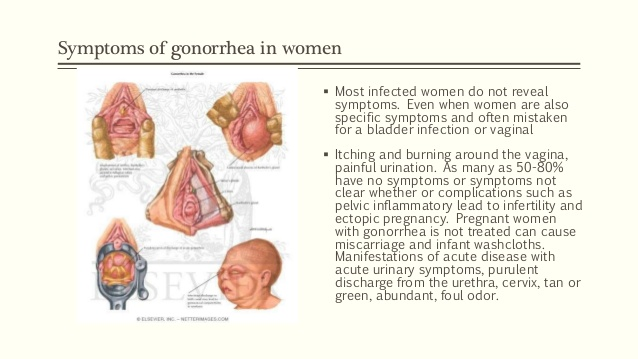 Symptoms of gonorrhea in women
Gonorrhea in the Female
▪ Most infected women do not reveal
symptoms. Even when women are also
specific symptoms and often mistaken
for a bladder infection or vaginal
▪ Itching and burning around the vagina,
painful urination. As many as 50-80%
have no symptoms or symptoms not
clear whether or complications such as
pelvic inflammatory lead to infertility and
ectopic pregnancy. Pregnant women
with gonorrhea is not treated can cause
miscarriage and infant washcloths.
Manifestations of acute disease with
acute urinary symptoms, purulent
discharge from the urethra, cervix, tan or
green, abundant, foul odor.
© ELSEVIER, INC. – NETTERIMAGES.COM